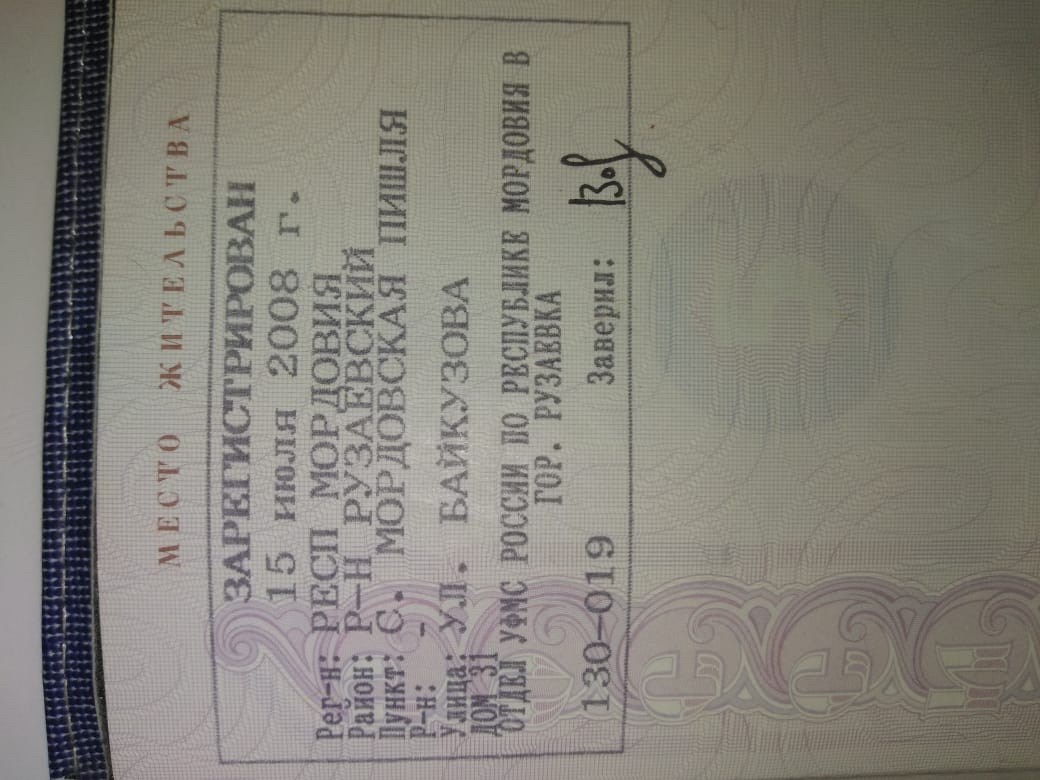 МЕСТО ЖИТЕЛЬСТВА
ЗАРЕГИСТРИРОВАН
15 июля 2008 г.
Рег-н: РЕСП МОРДОВИЯ
Район: Р-Н РУЗАЕВСКИЙ
Пункт: С. МОРДОВСКАЯ ПИШЛЯ
Р-н: -
Улица: УЛ. БАЙКУЗОВА
ДОМ 31
ОТДЕЛ УФМС РОССИИ ПО РЕСПУБЛИКЕ МОРДОВИЯ В
ГОР. РУЗАЕВКА
130-019 Заверил: